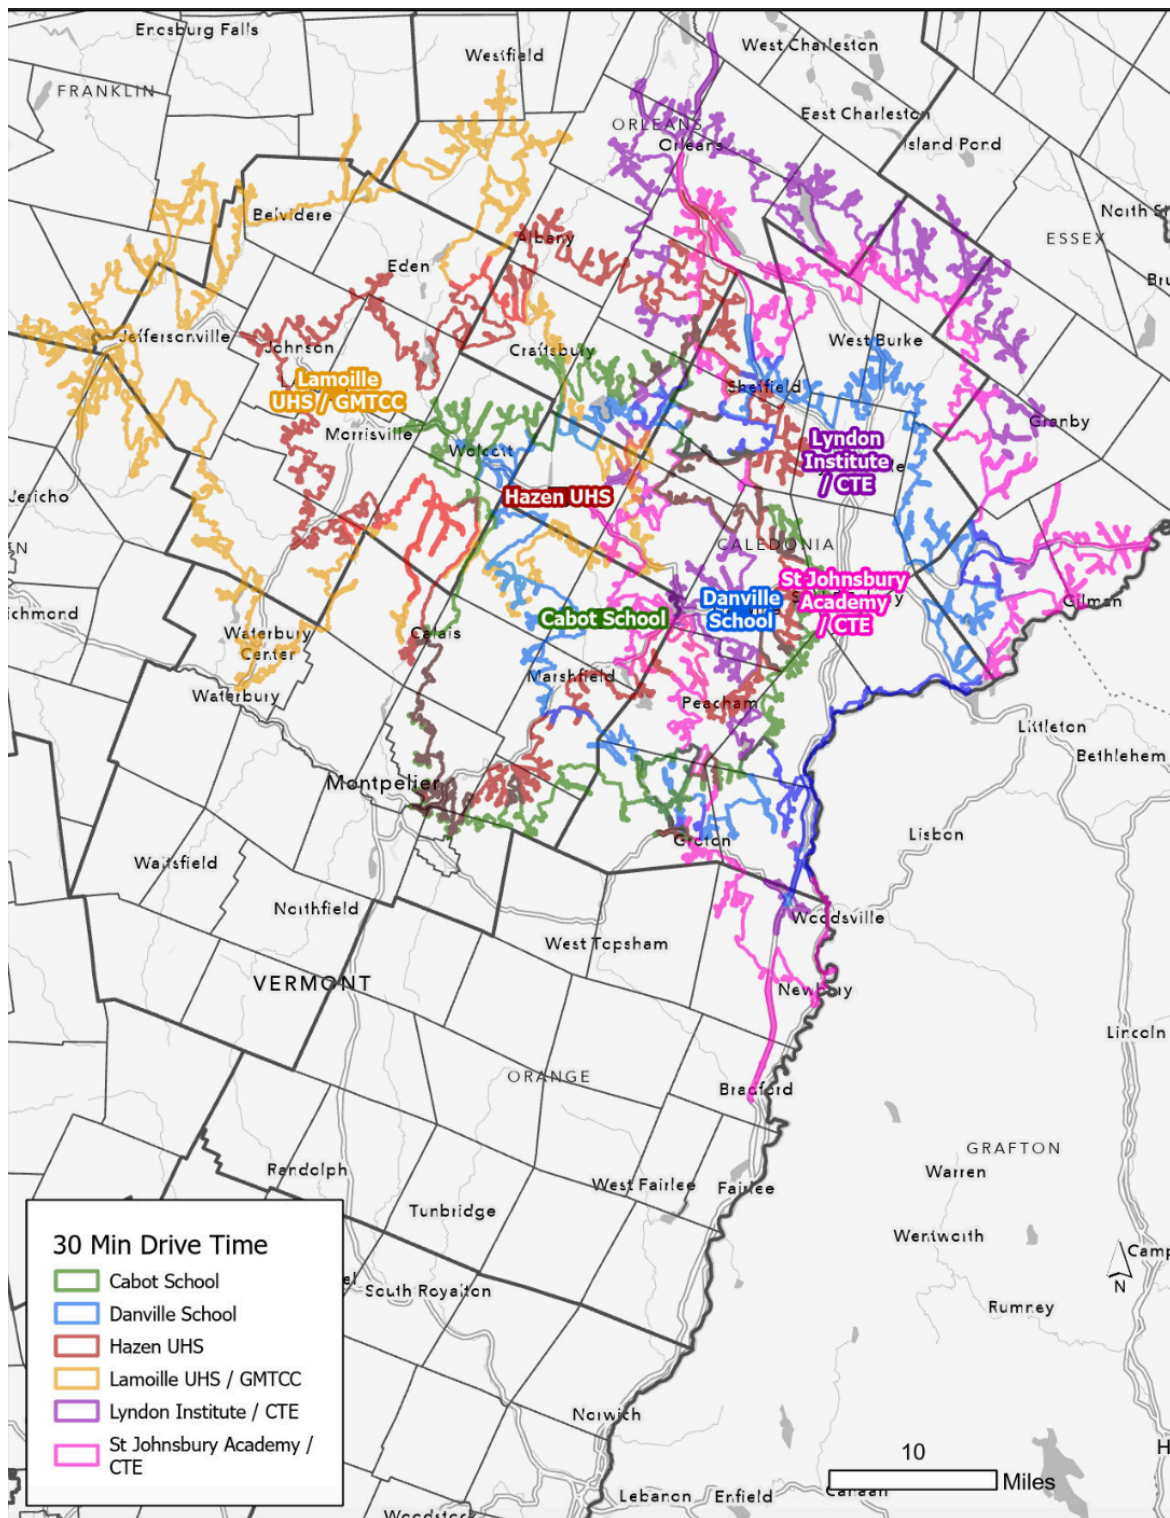 Enosburg Falls
Westfield
West Charleston
FRANKLIN
East Charleston
ORLEANS
Orleans
Island Pond
Belvidere
Albany
ESSEX
Eden
Jeffersonville
Johnson
Craftsbury
West Burke
Sheffield
Lamoille
UHS / GMTCC
Granby
Morrisville
Wolcott
Lyndon
Institute
/ CTE
Jericho
Hazen UHS
CALEDONIA
St Johnsbury
Academy
/ CTE
Danville
School
Cabot School
Gilman
Waterbury
Center
Calais
Marshfield
Waterbury
Peacham
Littleton
Bethlehem
Montpelier
Lisbon
Groton
Waitsfield
Northfield
Woodsville
West Topsham
VERMONT
Newbury
Lincoln
ORANGE
Bradford
GRAFTON
Randolph
Warren
West Fairlee
Fairlee
Tunbridge
Wentworth
Camp
N
South Royalton
Rumney
30 Min Drive Time
Cabot School
Danville School
Hazen UHS
Lamoille UHS / GMTCC
Lyndon Institute / CTE
St Johnsbury Academy /
CTE
Norwich
10
Miles
Lebanon
Enfield
Canaan
Woodstock